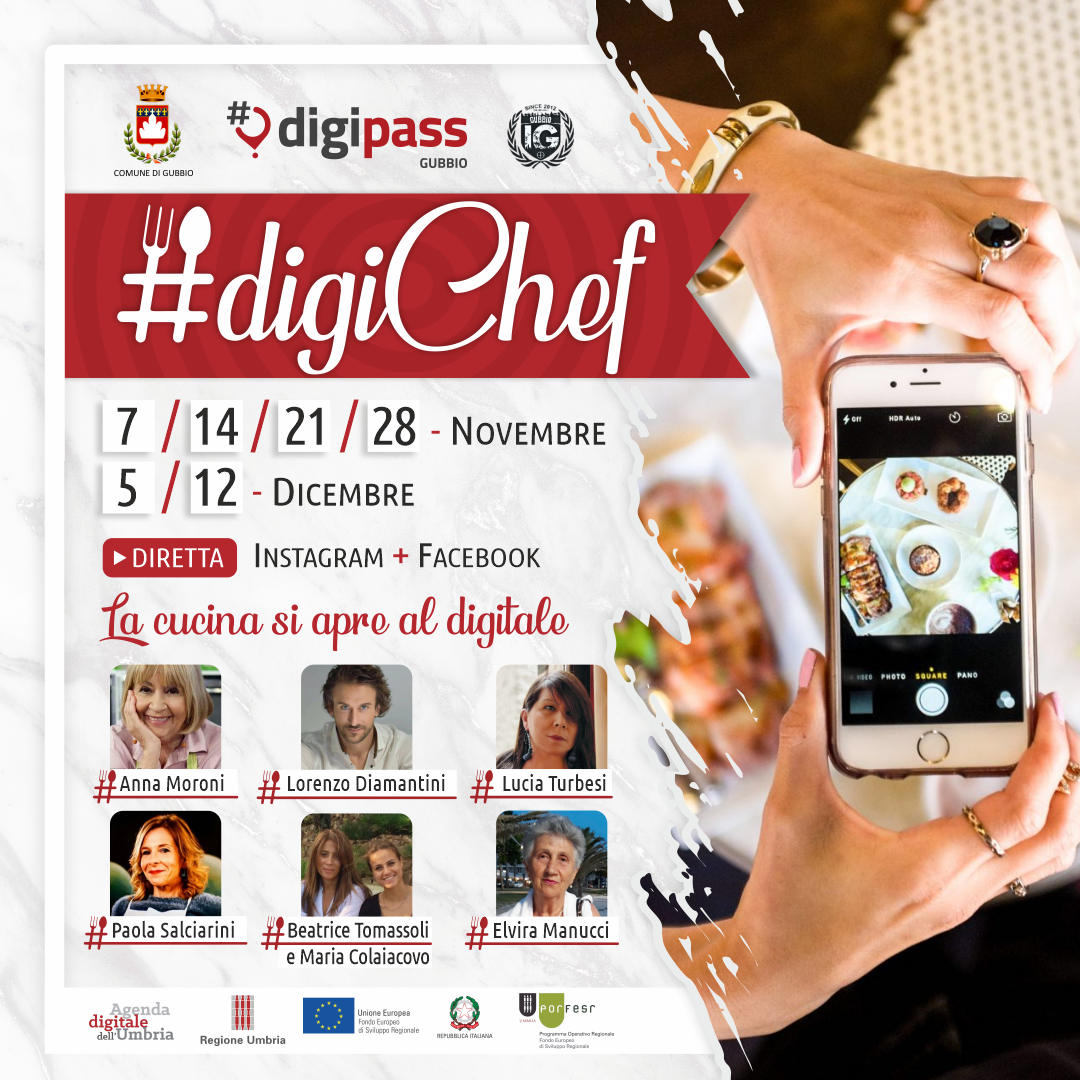 COMUNE DI GUBBIO
#digipass
GUBBIO
SINCE 2012
GUBBIO
IG
#digiChef
7 / 14 / 21 / 28 - NOVEMBRE
5 / 12 - DICEMBRE
DIRETTA INSTAGRAM + FACEBOOK
La cucina si apre al digitale
#Anna Moroni
#Lorenzo Diamantini
#Lucia Turbesi
#Paola Salciarini
#Beatrice Tomassoli
e Maria Colaiacovo
#Elvira Manucci
Off HDR Auto
VIDEO PHOTO SQUARE PANO
Agenda
digitale
dell'Umbria
Regione Umbria
Unione Europea
Fondo Europeo
di Sviluppo Regionale
REPUBBLICA ITALIANA
porfesr
Programma Operativo Regionale
Fondo Europeo
di Sviluppo Regionale